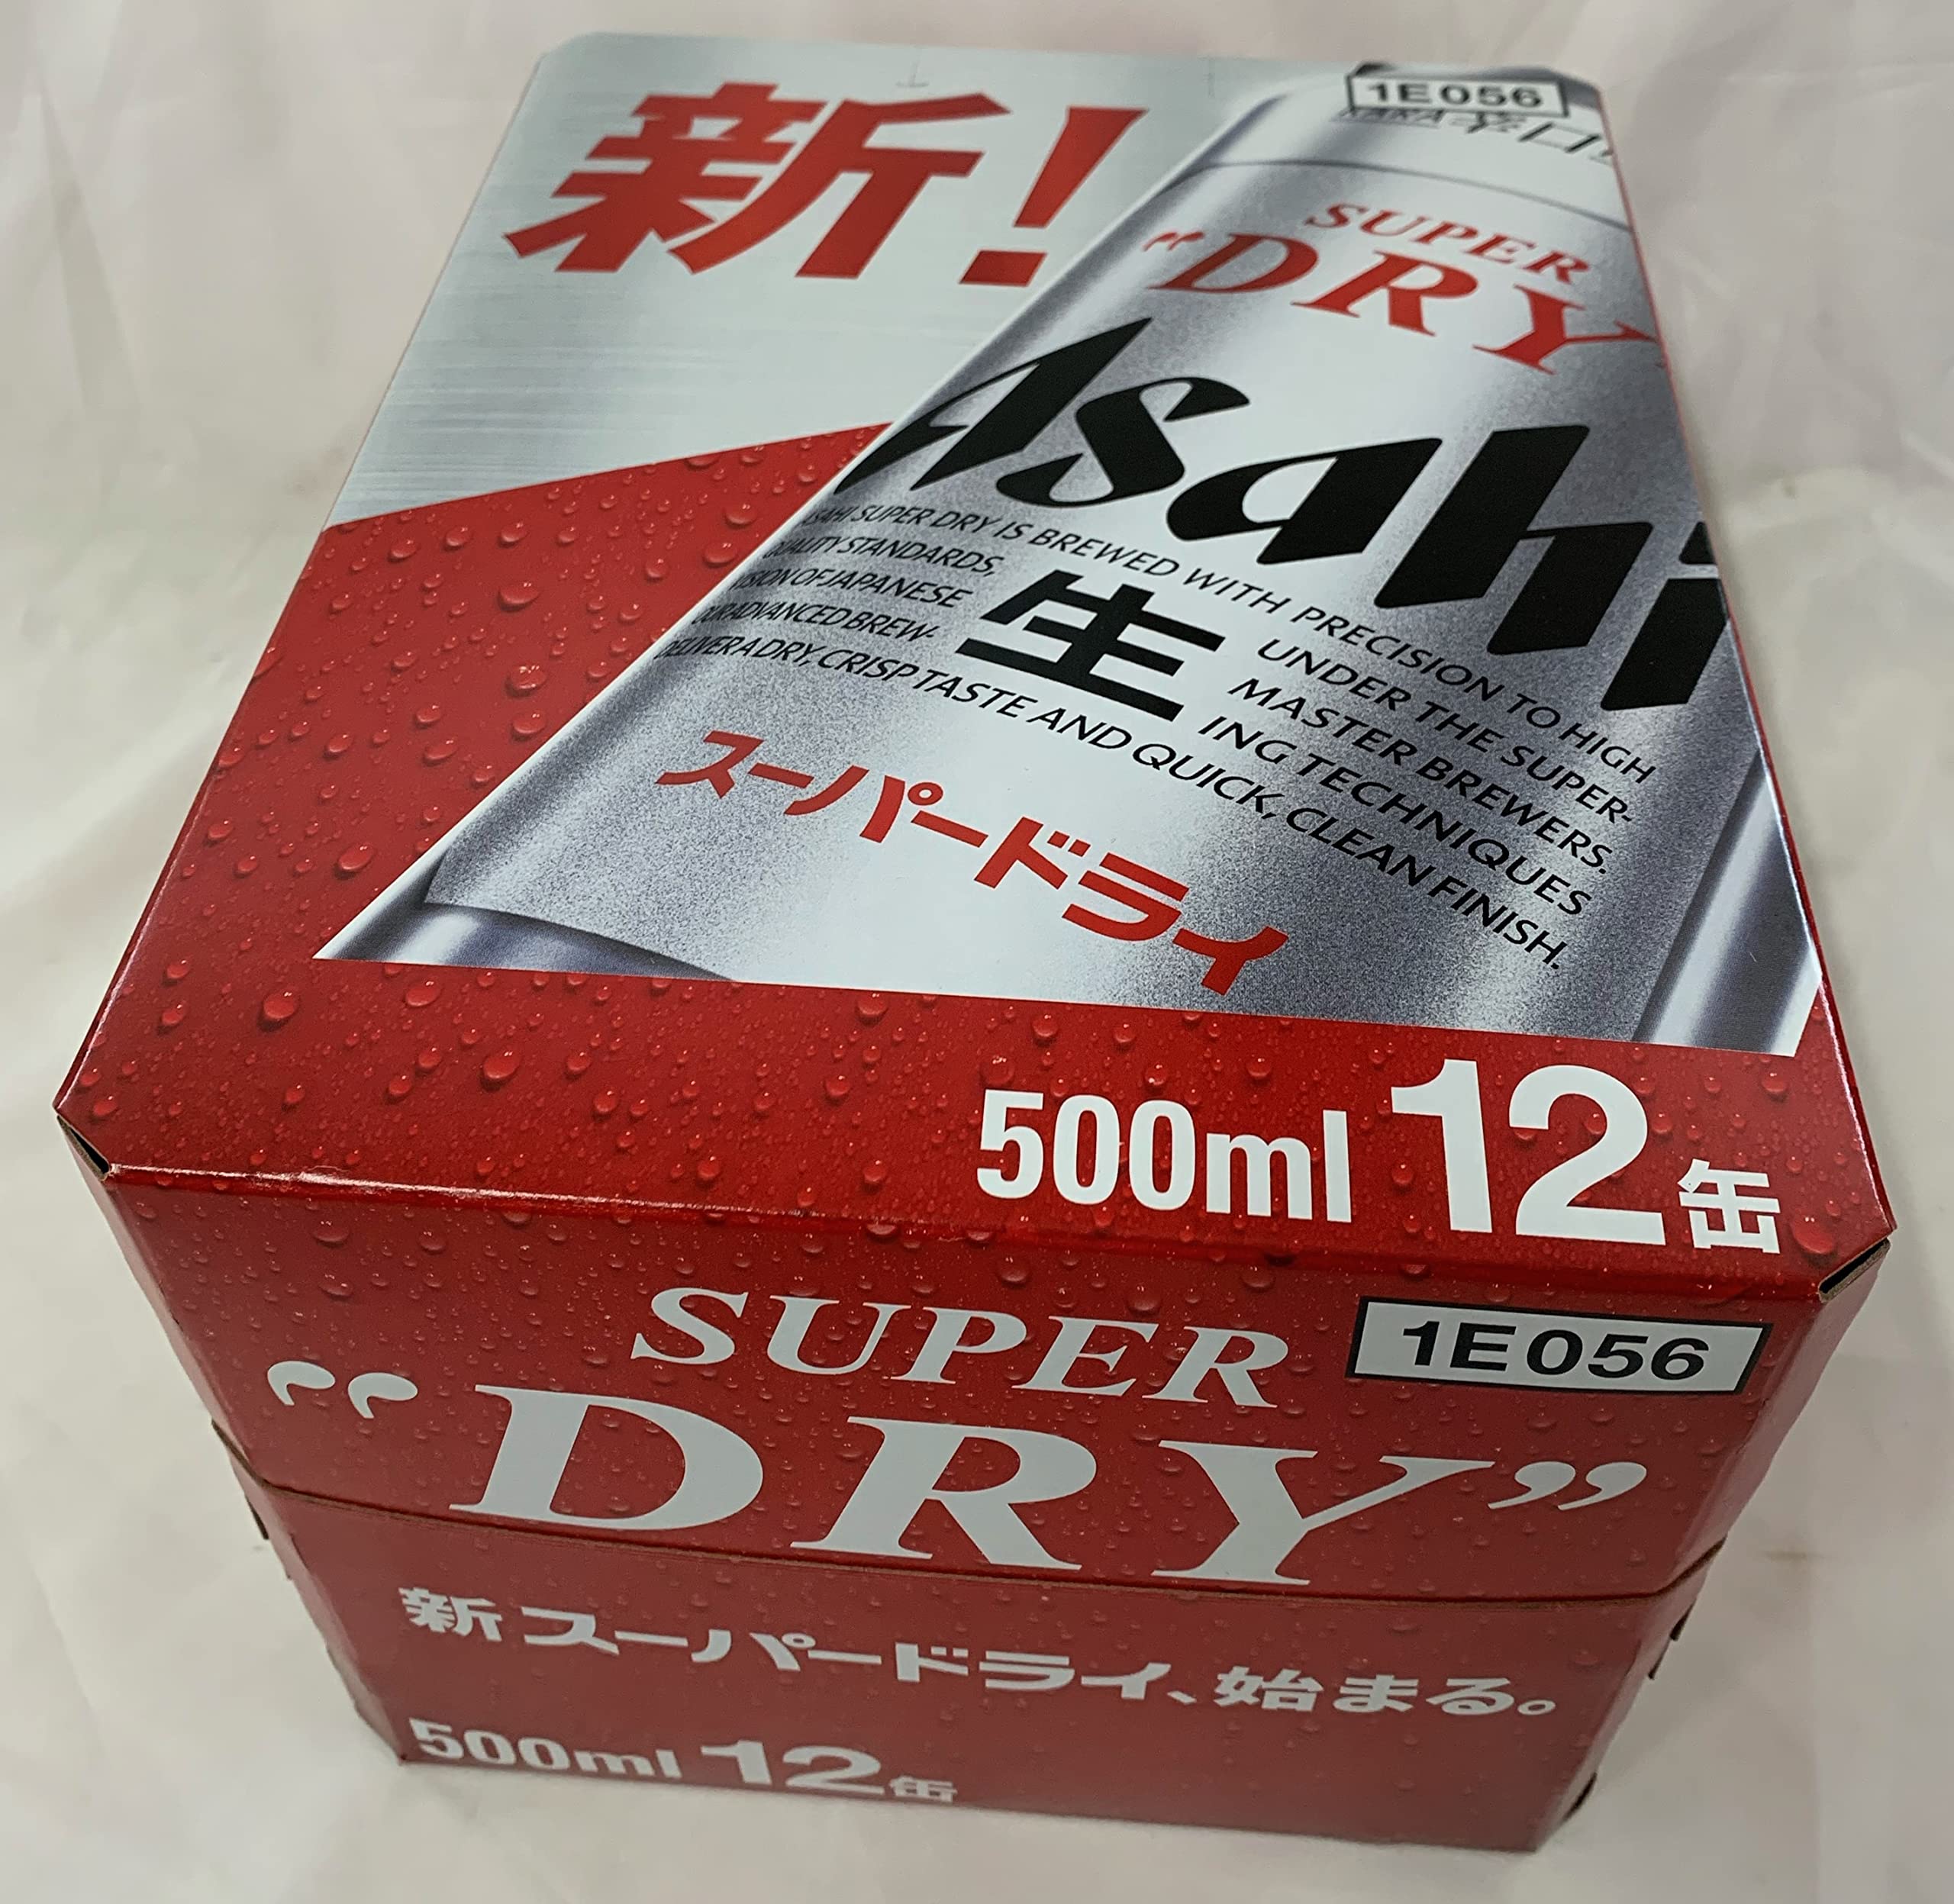 新!
1E056
辛口
SUPER
“DRY
Asahi
ASAHI SUPER DRY IS BREWED WITH PRECISION TO HIGH
QUALITY STANDARDS, UNDER THE SUPER-
VISION OF JAPANESE MASTER BREWERS.
OUR ADVANCED BREW- ING TECHNIQUES
DELIVER A DRY, CRISP TASTE AND QUICK, CLEAN FINISH.
生
スーパードライ
500ml 12缶
SUPER
1E056
“DRY”
新スーパードライ、始まる。
500ml 12缶